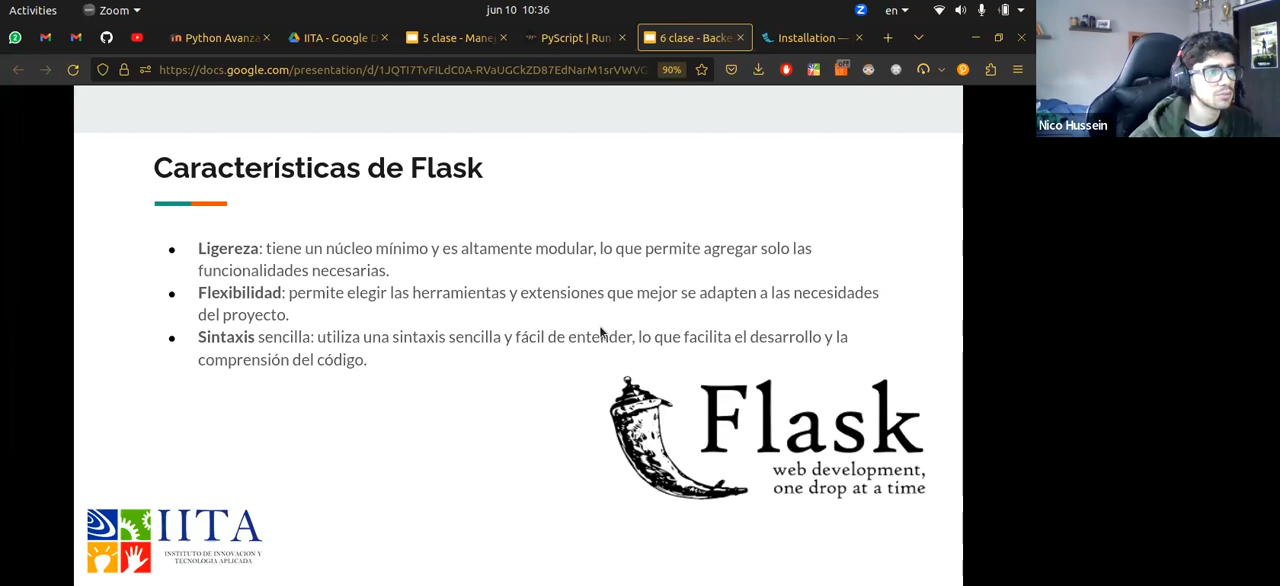 Activities Zoom jun 10 10:36 en
Python Avanza IITA - Google D 5 clase - Mane PyScript | Run 6 clase - Backe Installation —
https://docs.google.com/presentation/d/1JQTI7TvFILdC0A-RVaUGCkZD87EdNarM1srVWVG 90%
Nico Hussein
Características de Flask
● Ligereza: tiene un núcleo mínimo y es altamente modular, lo que permite agregar solo las
funcionalidades necesarias.
● Flexibilidad: permite elegir las herramientas y extensiones que mejor se adapten a las necesidades
del proyecto.
● Sintaxis sencilla: utiliza una sintaxis sencilla y fácil de entender, lo que facilita el desarrollo y la
comprensión del código.
Flask
web development,
one drop at a time
IITA
INSTITUTO DE INNOVACION Y
TECNOLOGIA APLICADA